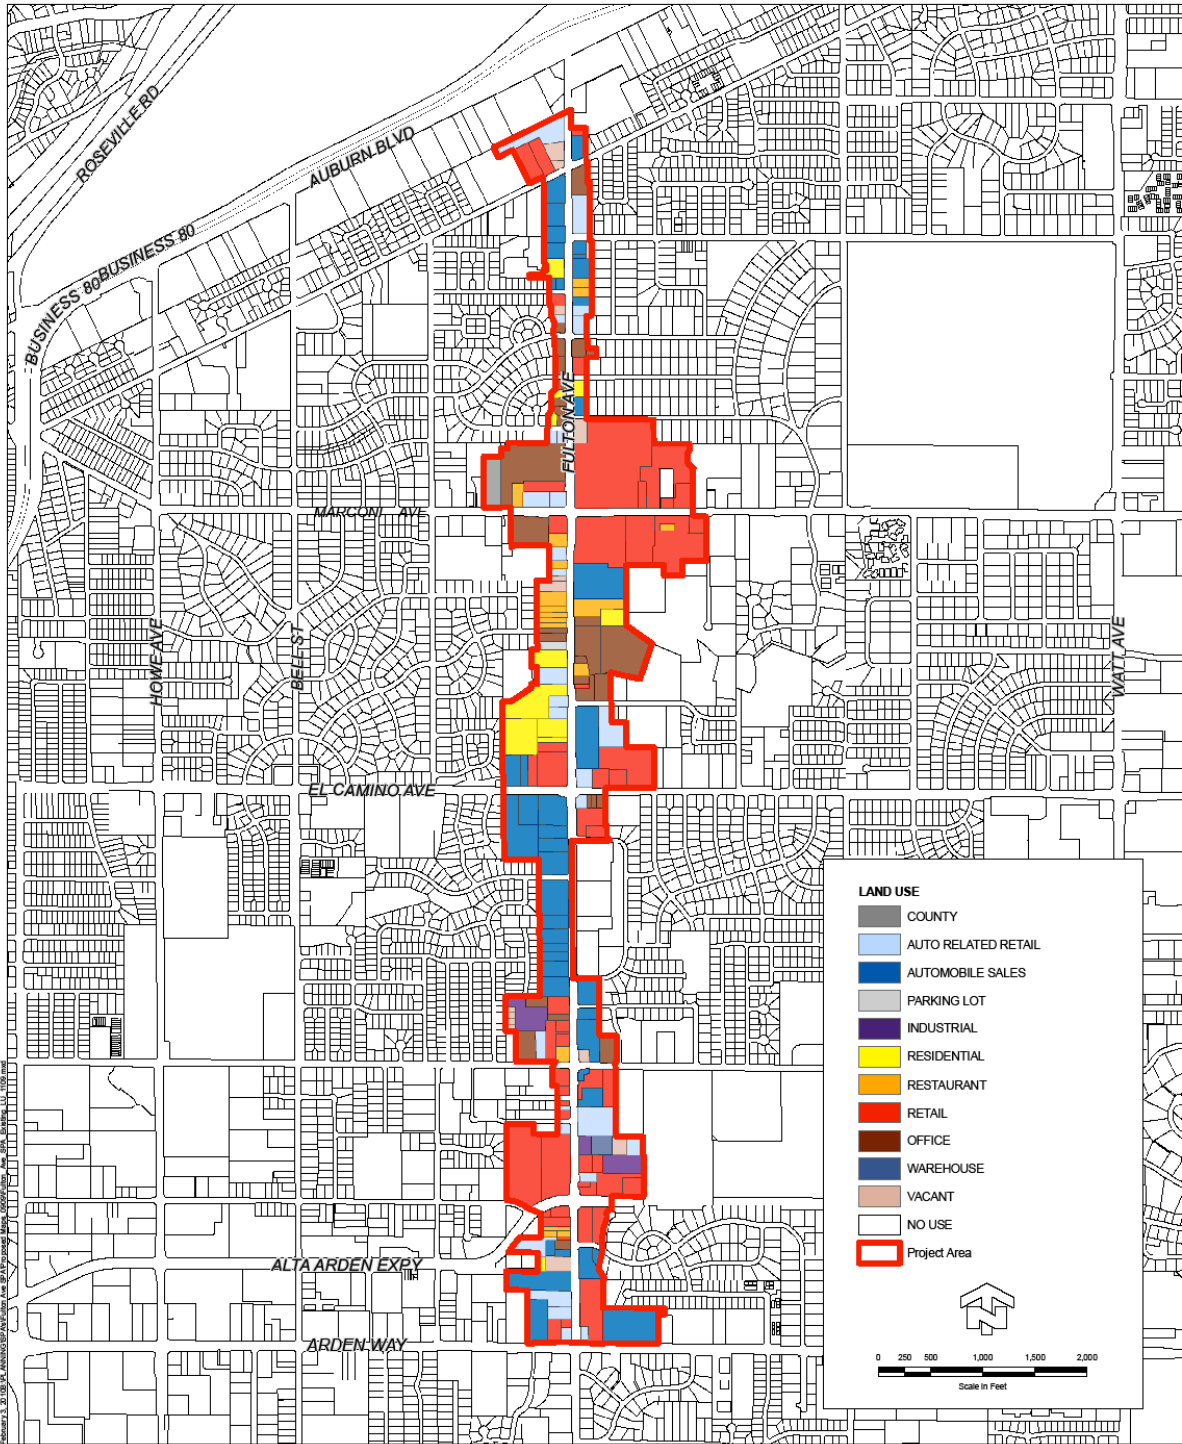 ROSEVILLE RD
AUBURN BLVD
BUSINESS 80
BUSINESS 80
FULTON AVE
MARCONI AVE
HOWE AVE
BELL ST
WATT AVE
EL CAMINO AVE
ALTA ARDEN EXPY
ARDEN WAY
LAND USE
COUNTY
AUTO RELATED RETAIL
AUTOMOBILE SALES
PARKING LOT
INDUSTRIAL
RESIDENTIAL
RESTAURANT
RETAIL
OFFICE
WAREHOUSE
VACANT
NO USE
Project Area
N
0 250 500 1,000 1,500 2,000
Scale in Feet